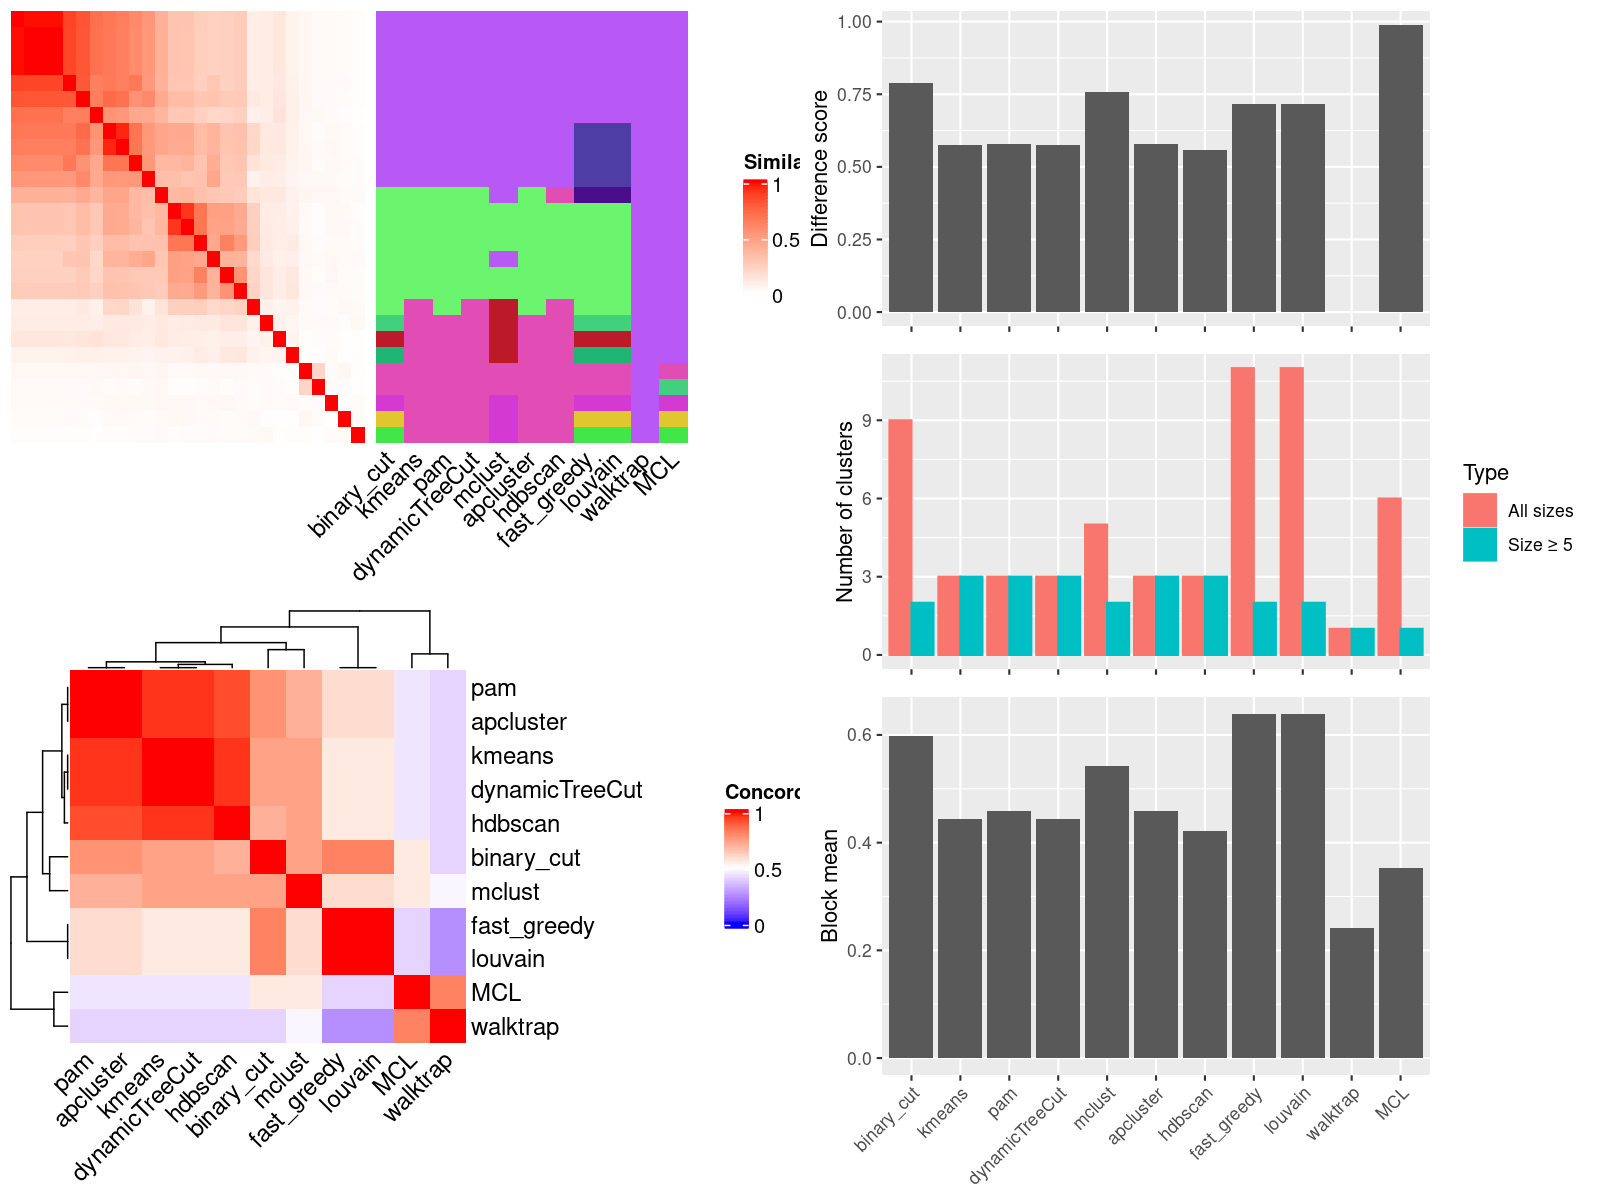 Simila
1
0.5
0
binary_cut
kmeans
pam
dynamicTreeCut
mclust
apcluster
hdbscan
fast_greedy
louvain
walktrap
MCL
Difference score
1.00
0.75
0.50
0.25
0.00
Number of clusters
9
6
3
0
Type
All sizes
Size ≥ 5
pam
apcluster
kmeans
dynamicTreeCut
hdbscan
binary_cut
mclust
fast_greedy
louvain
MCL
walktrap
Concord
1
0.5
0
pam
apcluster
kmeans
dynamicTreeCut
hdbscan
binary_cut
mclust
fast_greedy
louvain
MCL
walktrap
Block mean
0.6
0.4
0.2
0.0
binary_cut
kmeans
pam
dynamicTreeCut
mclust
apcluster
hdbscan
fast_greedy
louvain
walktrap
MCL